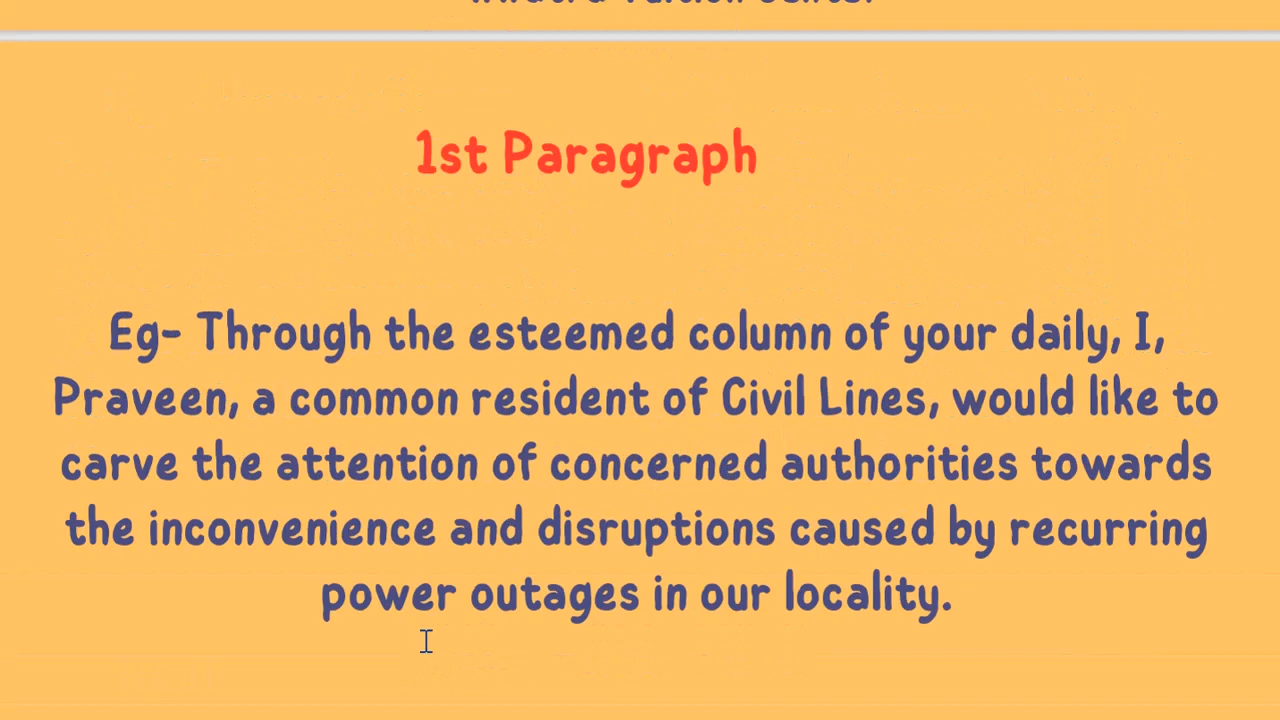 1st Paragraph
Eg- Through the esteemed column of your daily, I,
Praveen, a common resident of Civil Lines, would like to
carve the attention of concerned authorities towards
the inconvenience and disruptions caused by recurring
power outages in our locality.